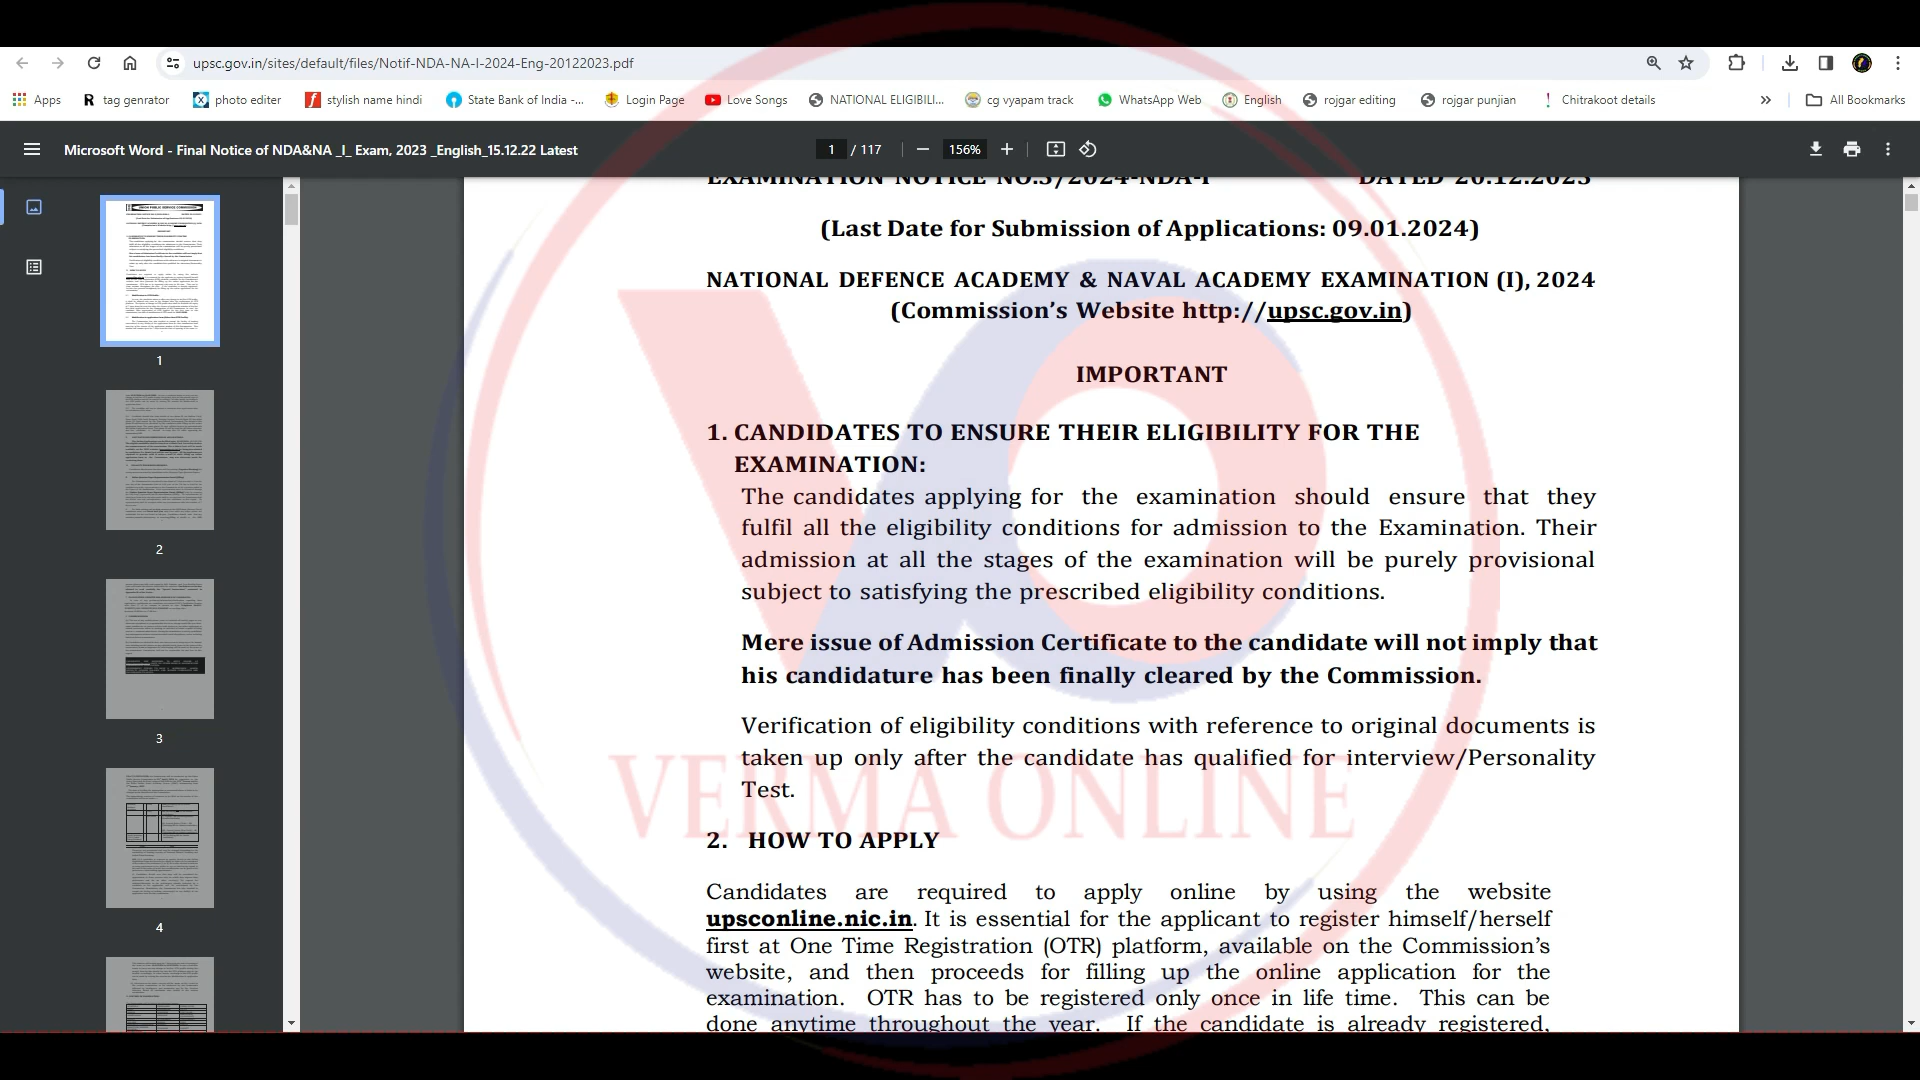 upsc.gov.in/sites/default/files/Notif-NDA-NA-I-2024-Eng-20122023.pdf
Apps R tag genrator photo editer stylish name hindi State Bank of India -... Login Page Love Songs NATIONAL ELIGIBILI... cg vyapam track WhatsApp Web English rojgar editing rojgar punjian Chitrakoot details » All Bookmarks
Microsoft Word - Final Notice of NDA&NA _I_ Exam, 2023 _English_15.12.22 Latest 1 / 117 156%
1
2
3
4
EXAMINATION NOTICE NO.3/2024-NDA-I DATED 20.12.2023
(Last Date for Submission of Applications: 09.01.2024)
NATIONAL DEFENCE ACADEMY & NAVAL ACADEMY EXAMINATION (I), 2024
(Commission’s Website http://upsc.gov.in)
IMPORTANT
1. CANDIDATES TO ENSURE THEIR ELIGIBILITY FOR THE
EXAMINATION:
The candidates applying for the examination should ensure that they
fulfil all the eligibility conditions for admission to the Examination. Their
admission at all the stages of the examination will be purely provisional
subject to satisfying the prescribed eligibility conditions.
Mere issue of Admission Certificate to the candidate will not imply that
his candidature has been finally cleared by the Commission.
Verification of eligibility conditions with reference to original documents is
taken up only after the candidate has qualified for interview/Personality
Test.
VERMA ONLINE
2. HOW TO APPLY
Candidates are required to apply online by using the website
upsconline.nic.in. It is essential for the applicant to register himself/herself
first at One Time Registration (OTR) platform, available on the Commission’s
website, and then proceeds for filling up the online application for the
examination. OTR has to be registered only once in life time. This can be
done anytime throughout the year. If the candidate is already registered,